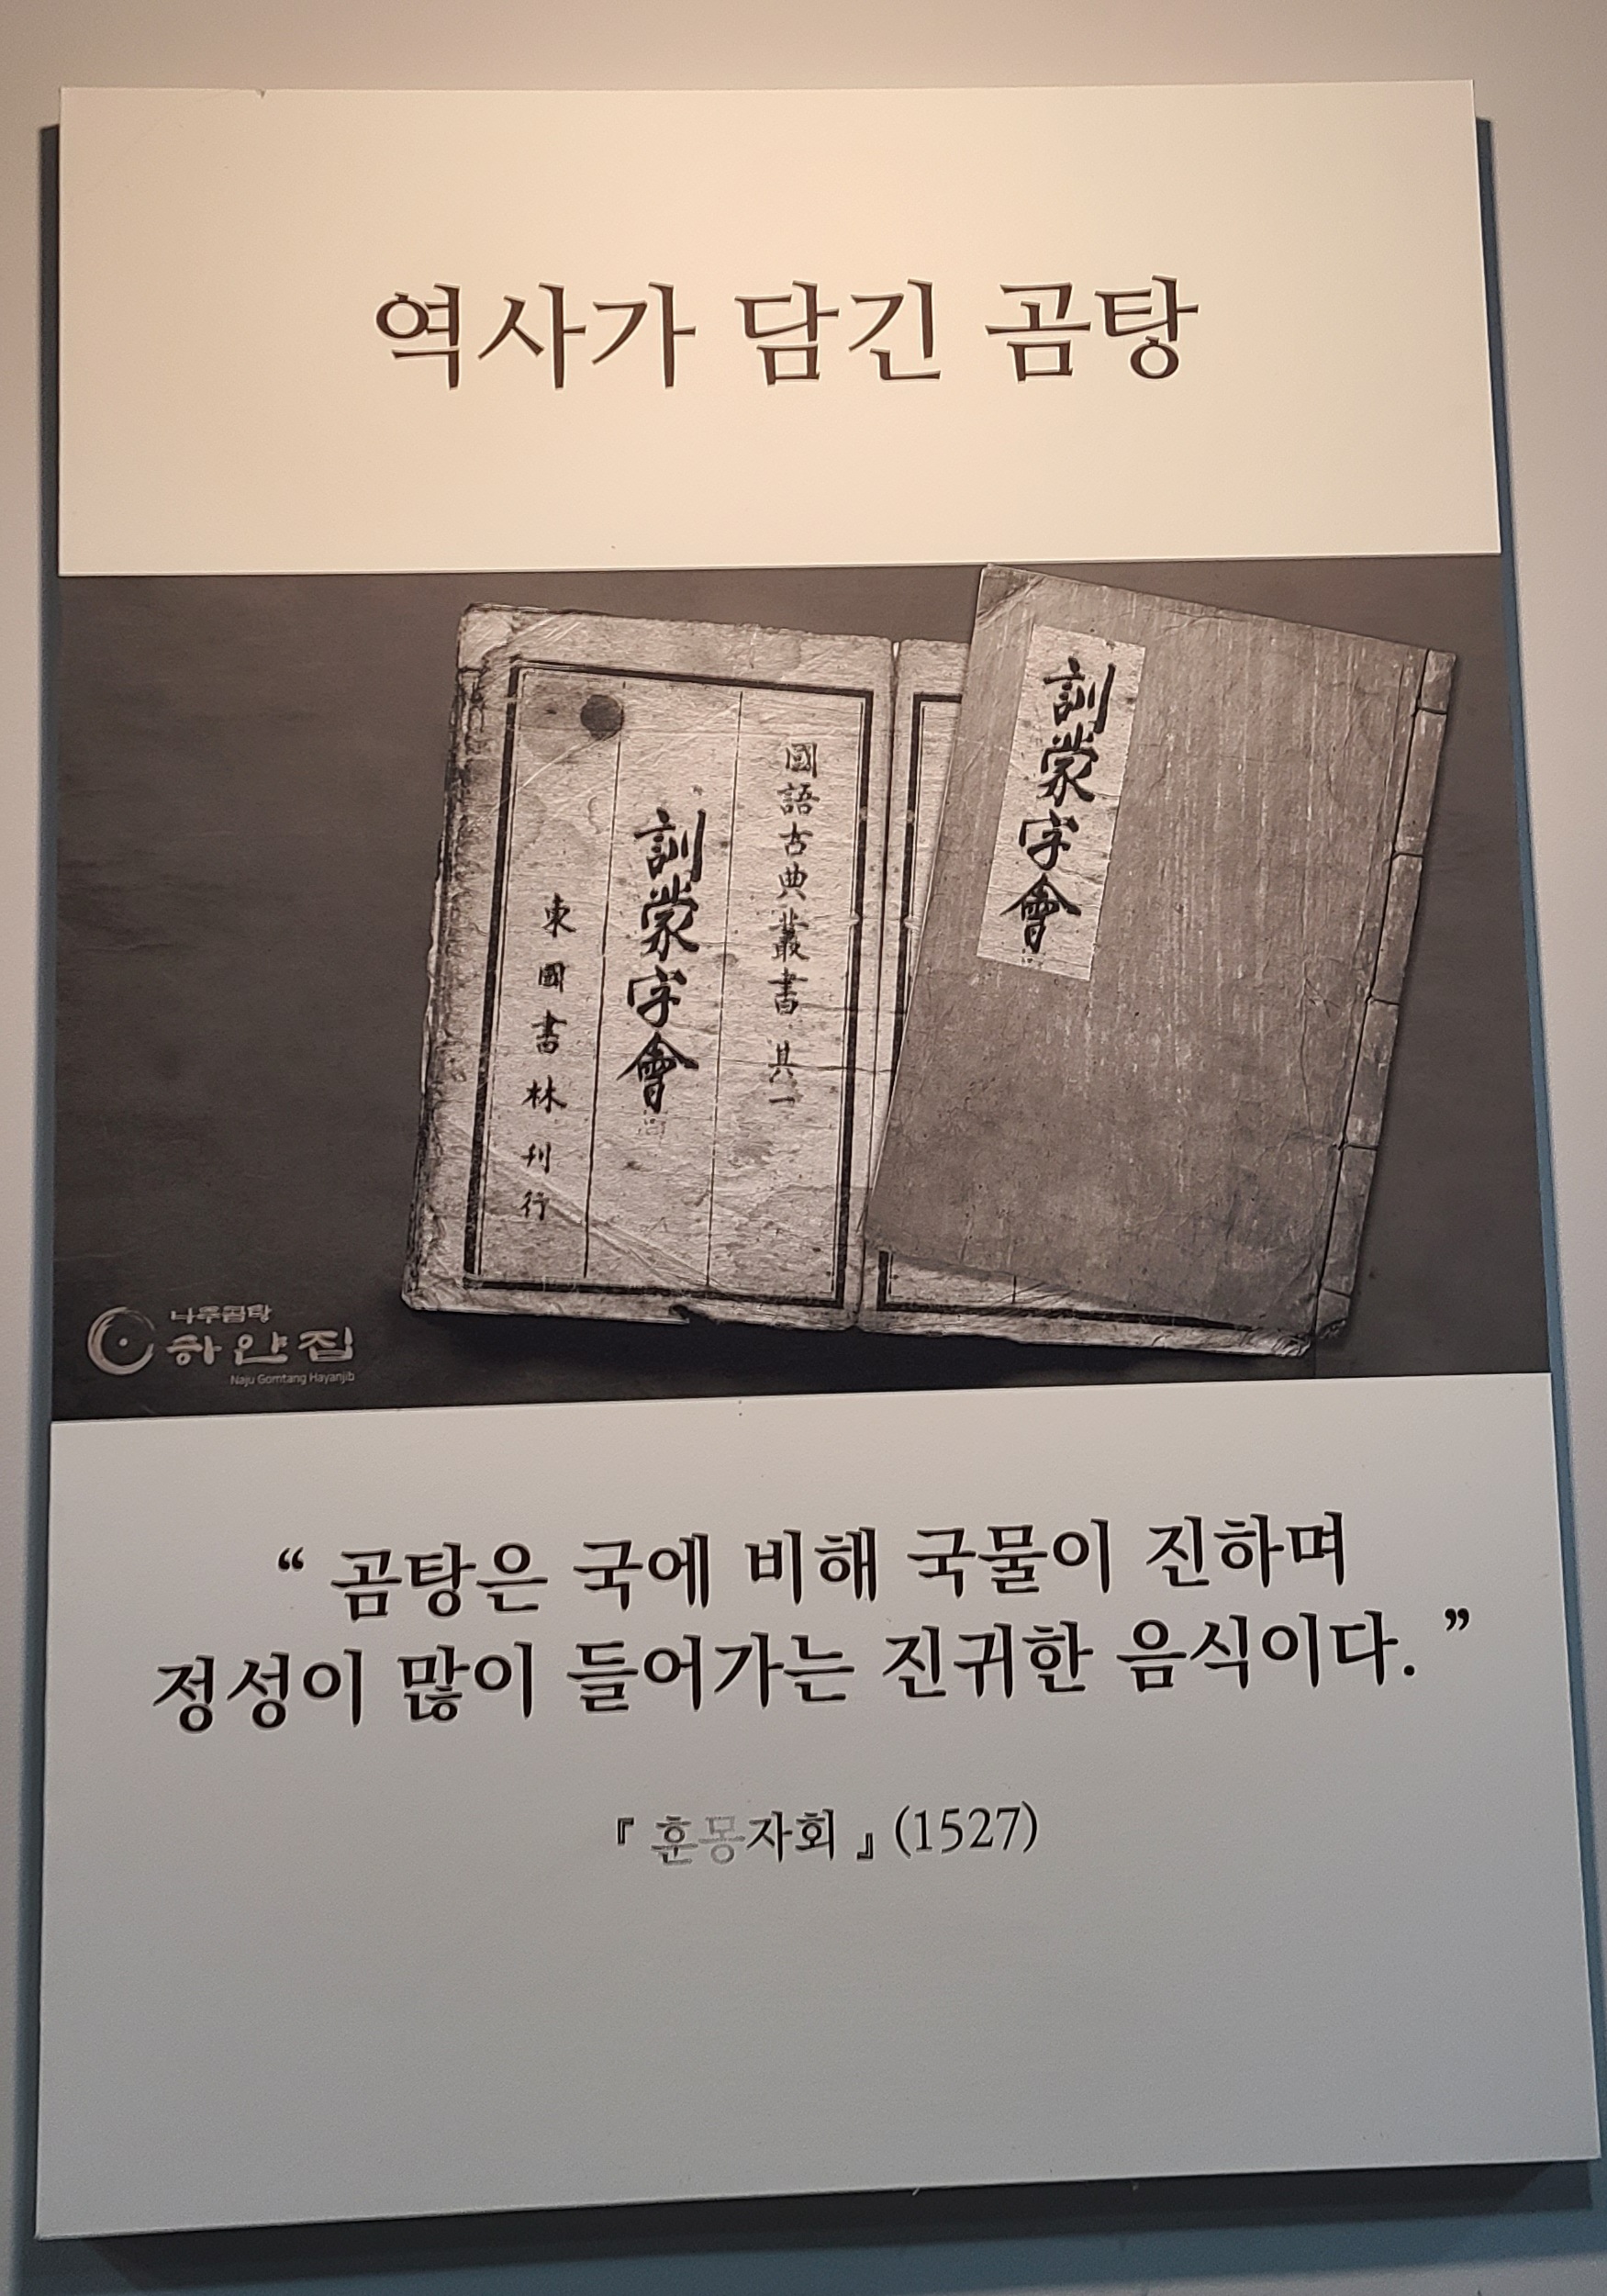 역사가 담긴 곰탕
訓蒙字會
國語古典叢書 其一
訓蒙字會
東國書林刊行
나주곰탕
하얀집
Naju Gomtang Hayanjib
“ 곰탕은 국에 비해 국물이 진하며
정성이 많이 들어가는 진귀한 음식이다. ”
『 훈몽자회 』 (1527)